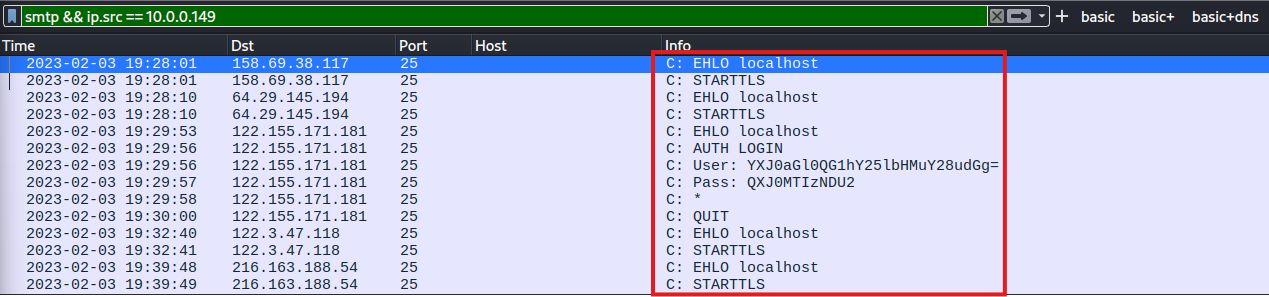 smtp && ip.src == 10.0.0.149 + basic basic+ basic+dns
Time Dst Port Host Info
2023-02-03 19:28:01 158.69.38.117 25 C: EHLO localhost
2023-02-03 19:28:01 158.69.38.117 25 C: STARTTLS
2023-02-03 19:28:10 64.29.145.194 25 C: EHLO localhost
2023-02-03 19:28:10 64.29.145.194 25 C: STARTTLS
2023-02-03 19:29:53 122.155.171.181 25 C: EHLO localhost
2023-02-03 19:29:56 122.155.171.181 25 C: AUTH LOGIN
2023-02-03 19:29:56 122.155.171.181 25 C: User: YXJ0aGl0QG1hY25lbHMuY28udGg=
2023-02-03 19:29:57 122.155.171.181 25 C: Pass: QXJ0MTIzNDU2
2023-02-03 19:29:58 122.155.171.181 25 C: *
2023-02-03 19:30:00 122.155.171.181 25 C: QUIT
2023-02-03 19:32:40 122.3.47.118 25 C: EHLO localhost
2023-02-03 19:32:41 122.3.47.118 25 C: STARTTLS
2023-02-03 19:39:48 216.163.188.54 25 C: EHLO localhost
2023-02-03 19:39:49 216.163.188.54 25 C: STARTTLS